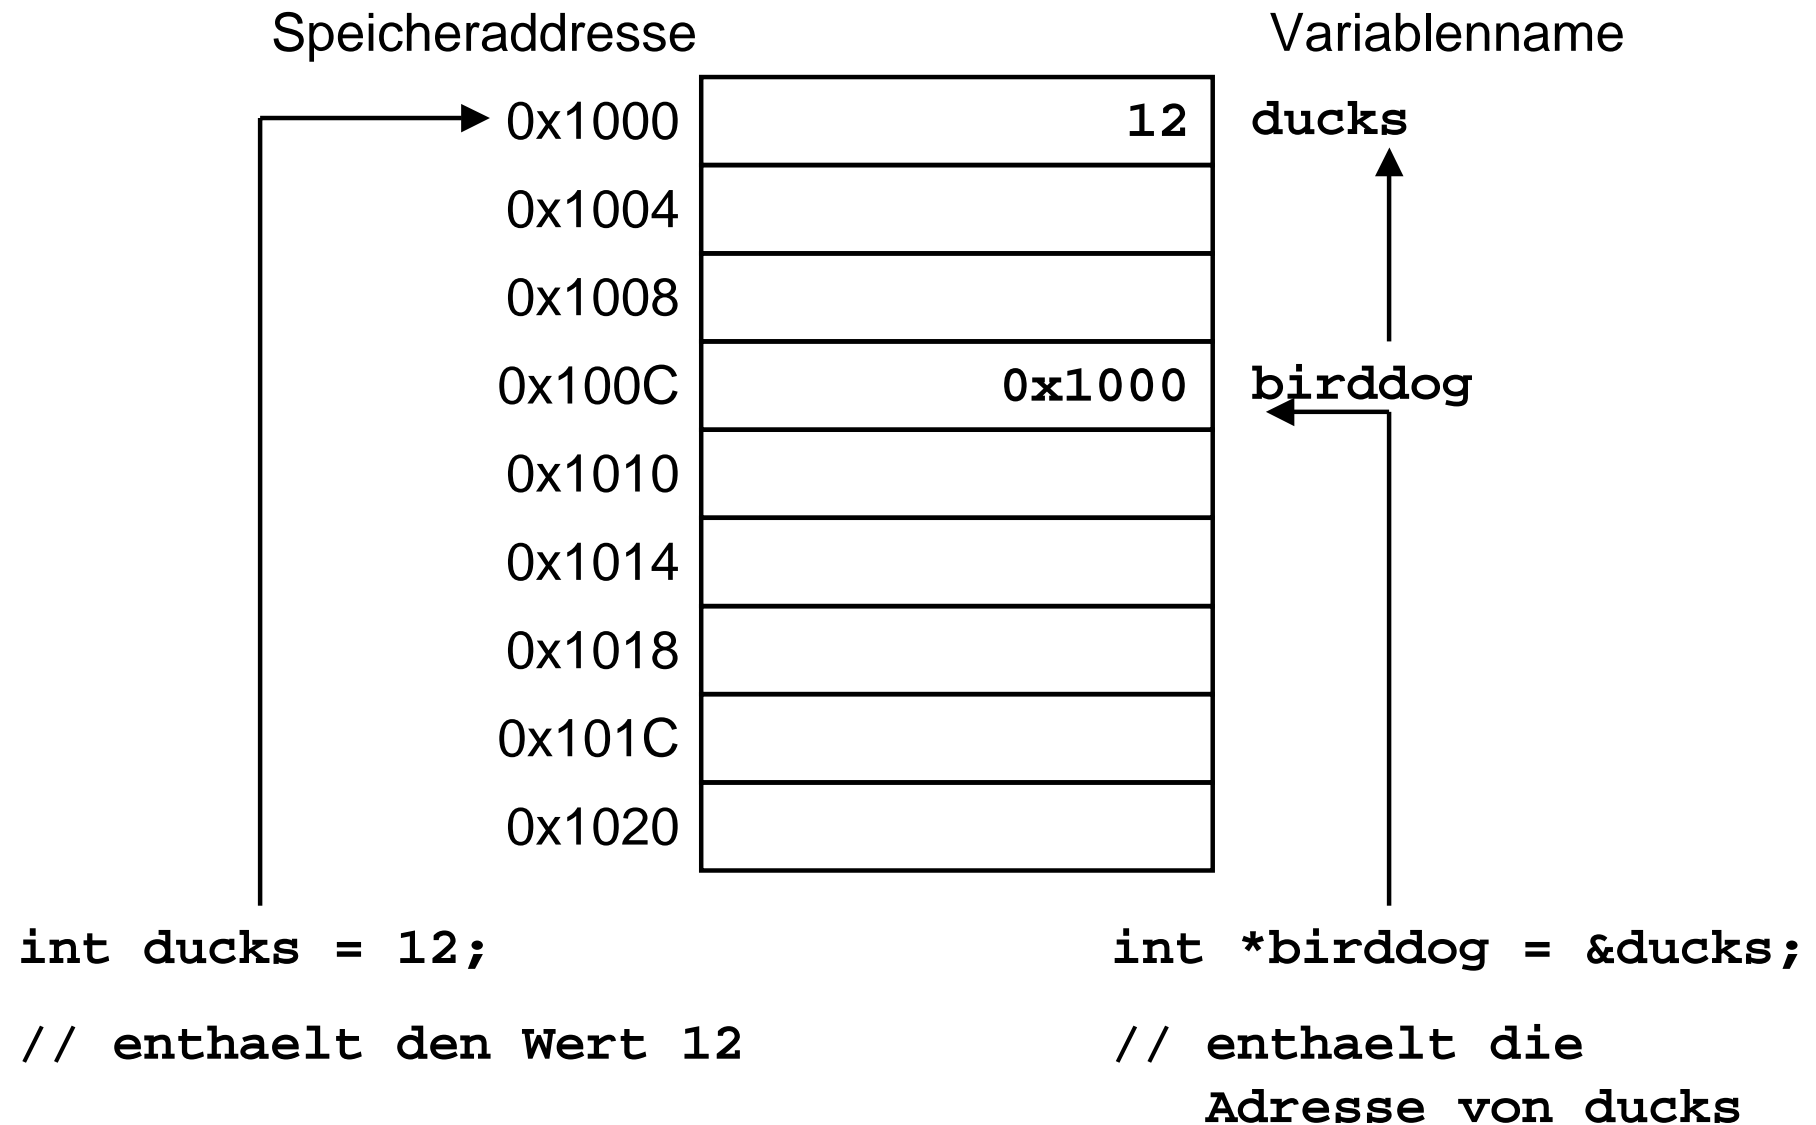 Speicheraddresse Variablenname
0x1000 12 ducks
0x1004
0x1008
0x100C 0x1000 birddog
0x1010
0x1014
0x1018
0x101C
0x1020
int ducks = 12;
// enthaelt den Wert 12
int *birddog = &ducks;
// enthaelt die
Adresse von ducks